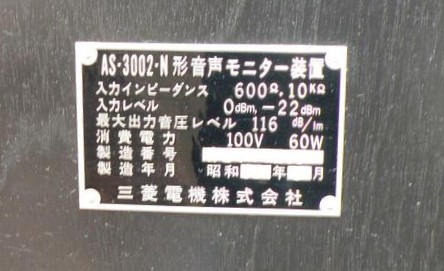 AS-3002-N形音声モニター装置
入力インピーダンス 600Ω,10KΩ
入力レベル 0dBm,-22dBm
最大出力音圧レベル 116 dB/1m
消費電力 100V 60W
製造番号
製造年月 昭和 年 月
三菱電機株式会社